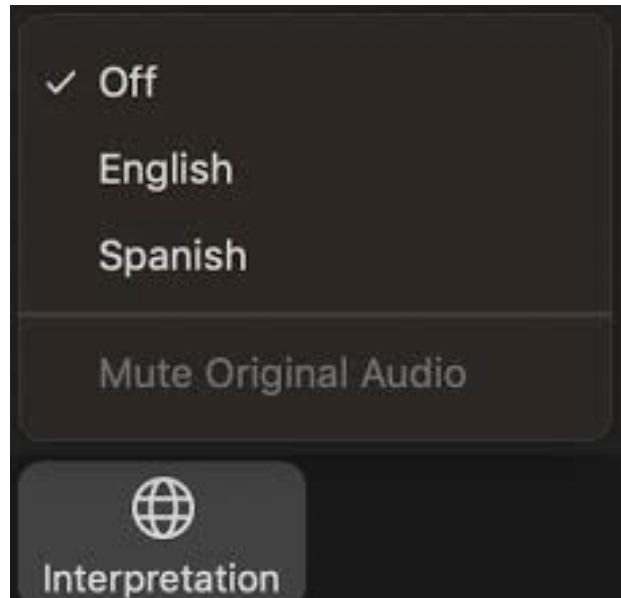 Off
English
Spanish
Mute Original Audio
Interpretation